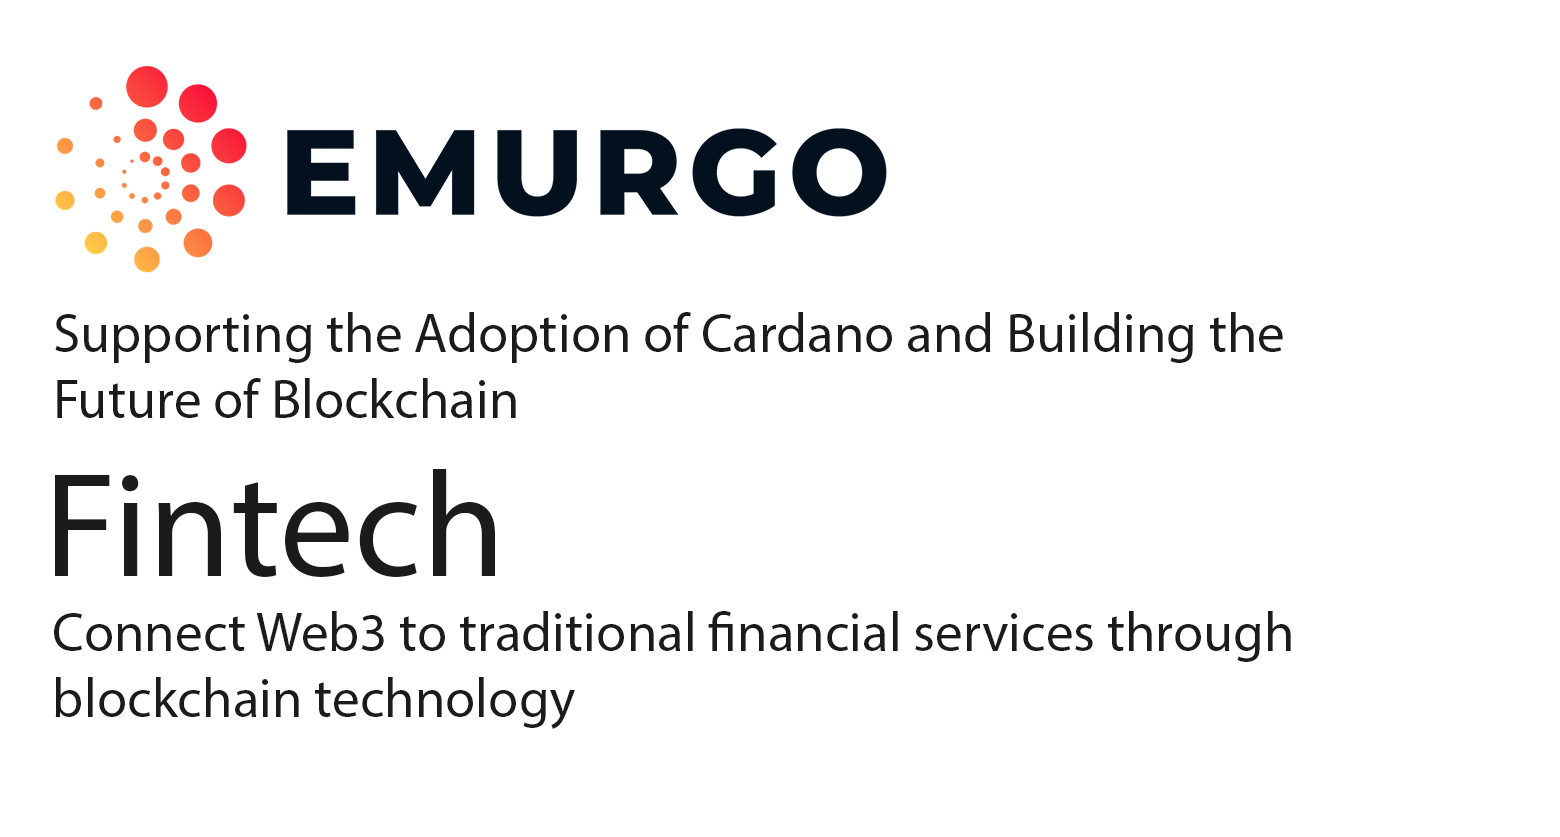 EMURGO
Supporting the Adoption of Cardano and Building the
Future of Blockchain
Fintech
Connect Web3 to traditional financial services through
blockchain technology